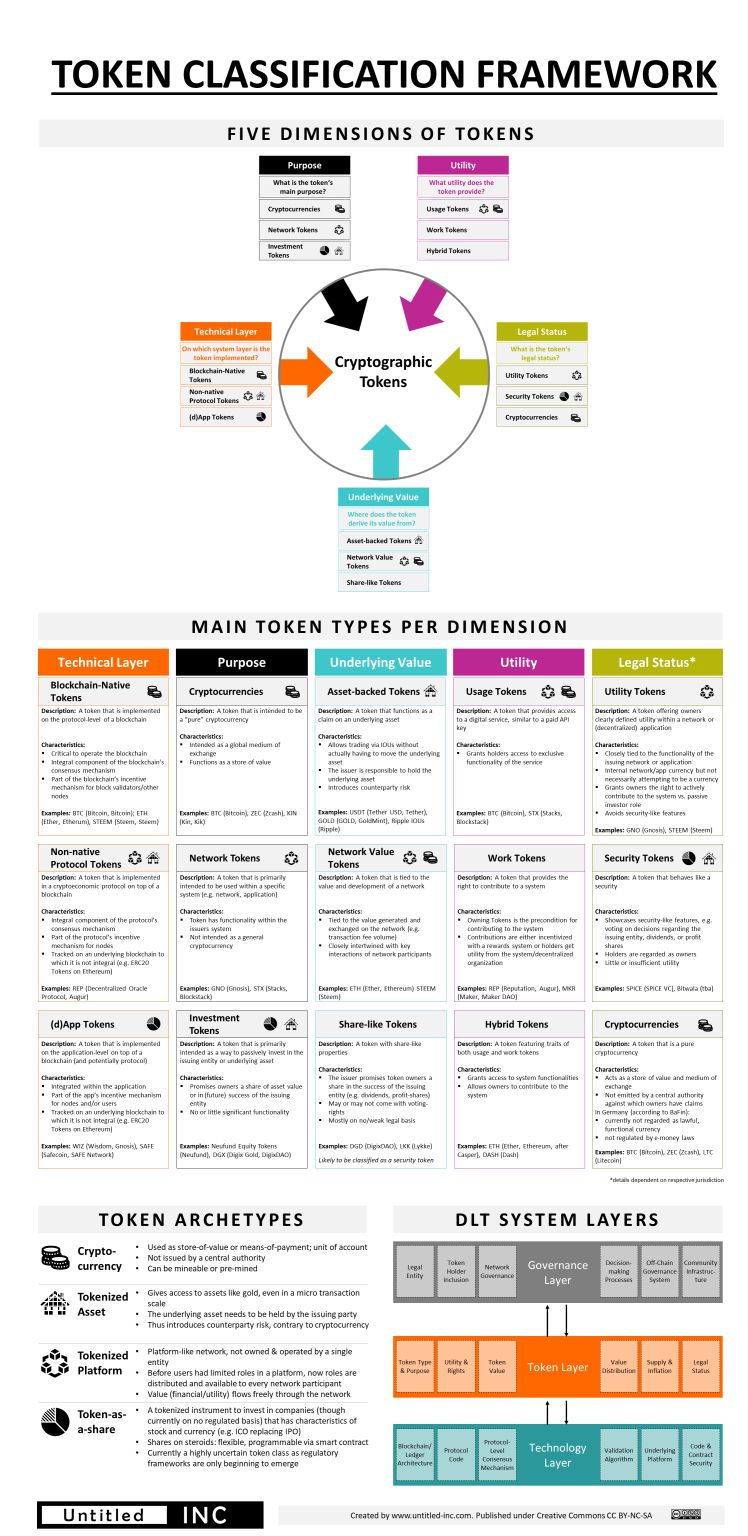 TOKEN CLASSIFICATION FRAMEWORK
FIVE DIMENSIONS OF TOKENS
Purpose
What is the token's
main purpose?
Cryptocurrencies
Network Tokens
Investment
Tokens
Utility
What utility does the
token provide?
Usage Tokens
Work Tokens
Hybrid Tokens
Technical Layer
On which system layer is the
token implemented?
Blockchain-Native
Tokens
Non-native
Protocol Tokens
(d)App Tokens
Cryptographic
Tokens
Legal Status
What is the token's
legal status?
Utility Tokens
Security Tokens
Cryptocurrencies
Underlying Value
Where does the token
derive its value from?
Asset-backed Tokens
Network Value
Tokens
Share-like Tokens
MAIN TOKEN TYPES PER DIMENSION
Technical Layer
Blockchain-Native
Tokens
Description: A token that is implemented
on the protocol-level of a blockchain
Characteristics:
▪ Critical to operate the blockchain
▪ Integral component of the blockchain's
consensus mechanism
▪ Part of the blockchain's incentive
mechanism for block validators/other
nodes
Examples: BTC (Bitcoin, Bitcoin); ETH
(Ether, Etherum), STEEM (Steem, Steem)
Non-native
Protocol Tokens
Description: A token that is implemented
in a cryptoeconomic protocol on top of a
blockchain
Characteristics:
▪ Integral component of the protocol's
consensus mechanism
▪ Part of the protocol's incentive
mechanism for nodes
▪ Tracked on an underlying blockchain to
which it is not integral (e.g. ERC20
Tokens on Ethereum)
Examples: REP (Decentralized Oracle
Protocol, Augur)
(d)App Tokens
Description: A token that is implemented
on the application-level on top of a
blockchain (and potentially protocol)
Characteristics:
▪ Integrated within the application
▪ Part of the app's incentive mechanism
for nodes and/or users
▪ Tracked on an underlying blockchain to
which it is not integral (e.g. ERC20
Tokens on Ethereum)
Examples: WIZ (Wisdom, Gnosis), SAFE
(Safecoin, SAFE Network)
Purpose
Cryptocurrencies
Description: A token that is intended to be
a "pure" cryptocurrency
Characteristics:
▪ Intended as a global medium of
exchange
▪ Functions as a store of value
Examples: BTC (Bitcoin), ZEC (Zcash), KIN
(Kin, Kik)
Network Tokens
Description: A token that is primarily
intended to be used within a specific
system (e.g. network, application)
Characteristics:
▪ Token has functionality within the
issuers system
▪ Not intended as a general
cryptocurrency
Examples: GNO (Gnosis), STX (Stacks,
Blockstack)
Investment
Tokens
Description: A token that is primarily
intended as a way to passively invest in the
issuing entity or underlying asset
Characteristics:
▪ Promises owners a share of asset value
or in (future) success of the issuing
entity
▪ No or little significant functionality
Examples: Neufund Equity Tokens
(Neufund), DGX (Digix Gold, DigixDAO)
Underlying Value
Asset-backed Tokens
Description: A token that functions as a
claim on an underlying asset
Characteristics:
▪ Allows trading via IOUs without
actually having to move the underlying
asset
▪ The issuer is responsible to hold the
underlying asset
▪ Introduces counterparty risk
Examples: USDT (Tether USD, Tether),
GOLD (GOLD, GoldMint), Ripple IOUs
(Ripple)
Network Value
Tokens
Description: A token that is tied to the
value and development of a network
Characteristics:
▪ Tied to the value generated and
exchanged on the network (e.g.
transaction fee volume)
▪ Closely intertwined with key
interactions of network participants
Examples: ETH (Ether, Ethereum) STEEM
(Steem)
Share-like Tokens
Description: A token with share-like
properties
Characteristics:
▪ The issuer promises token owners a
share in the success of the issuing
entity (e.g. dividends, profit-shares)
▪ May or may not come with voting-
rights
▪ Mostly on no/weak legal basis
Examples: DGD (DigixDAO), LKK (Lykke)
Likely to be classified as a security token
Utility
Usage Tokens
Description: A token that provides access
to a digital service, similar to a paid API
key
Characteristics:
▪ Grants holders access to exclusive
functionality of the service
Examples: BTC (Bitcoin), STX (Stacks,
Blockstack)
Work Tokens
Description: A token that provides the
right to contribute to a system
Characteristics:
▪ Owning Tokens is the precondition for
contributing to the system
▪ Contributions are either incentivized
with a rewards system or holders get
utility from the system/decentralized
organization
Examples: REP (Reputation, Augur), MKR
(Maker, Maker DAO)
Hybrid Tokens
Description: A token featuring traits of
both usage and work tokens
Characteristics:
▪ Grants access to system functionalities
▪ Allows owners to contribute to the
system
Examples: ETH (Ether, Ethereum, after
Casper), DASH (Dash)
Legal Status*
Utility Tokens
Description: A token offering owners
clearly defined utility within a network or
(decentralized) application
Characteristics:
▪ Closely tied to the functionality of the
issuing network or application
▪ Internal network/app currency but not
necessarily attempting to be a currency
▪ Grants owners the right to actively
contribute to the system vs. passive
investor role
▪ Avoids security-like features
Examples: GNO (Gnosis), STEEM (Steem)
Security Tokens
Description: A token that behaves like a
security
Characteristics:
▪ Showcases security-like features, e.g.
voting on decisions regarding the
issuing entity, dividends, or profit
shares
▪ Holders are regarded as owners
▪ Little or insufficient utility
Examples: SPICE (SPICE VC), Bitwala (tba)
Cryptocurrencies
Description: A token that is a pure
cryptocurrency
Characteristics:
▪ Acts as a store of value and medium of
exchange
▪ Not emitted by a central authority
against which owners have claims
In Germany (according to BaFin):
▪ currently not regarded as lawful,
functional currency
▪ not regulated by e-money laws
Examples: BTC (Bitcoin), ZEC (Zcash), LTC
(Litecoin)
*details dependent on respective jurisdiction
TOKEN ARCHETYPES
Crypto-
currency
• Used as store-of-value or means-of-payment; unit of account
• Not issued by a central authority
• Can be mineable or pre-mined
Tokenized
Asset
• Gives access to assets like gold, even in a micro transaction
scale
• The underlying asset needs to be held by the issuing party
• Thus introduces counterparty risk, contrary to cryptocurrency
Tokenized
Platform
• Platform-like network, not owned & operated by a single
entity
• Before users had limited roles in a platform, now roles are
distributed and available to every network participant
• Value (financial/utility) flows freely through the network
Token-as-
a-share
• A tokenized instrument to invest in companies (though
currently on no regulated basis) that has characteristics of
stock and currency (e.g. ICO replacing IPO)
• Shares on steroids: flexible, programmable via smart contract
• Currently a highly uncertain token class as regulatory
frameworks are only beginning to emerge
DLT SYSTEM LAYERS
Legal
Entity
Token
Holder
Inclusion
Network
Governance
Governance
Layer
Decision-
making
Processes
Off-Chain
Governance
System
Community
Infrastruc-
ture
Token Type
& Purpose
Utility &
Rights
Token
Value
Token Layer
Value
Distribution
Supply &
Inflation
Legal
Status
Blockchain/
Ledger
Architecture
Protocol
Code
Protocol-
Level
Consensus
Mechanism
Technology
Layer
Validation
Algorithm
Underlying
Platform
Code &
Contract
Security
Untitled INC
Created by www.untitled-inc.com. Published under Creative Commons CC BY-NC-SA